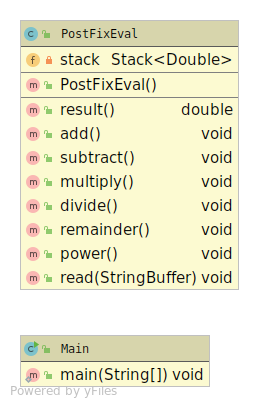 PostFixEval
stack Stack<Double>
PostFixEval()
result() double
add() void
subtract() void
multiply() void
divide() void
remainder() void
power() void
read(StringBuffer) void
Main
main(String[]) void
Powered by yFiles